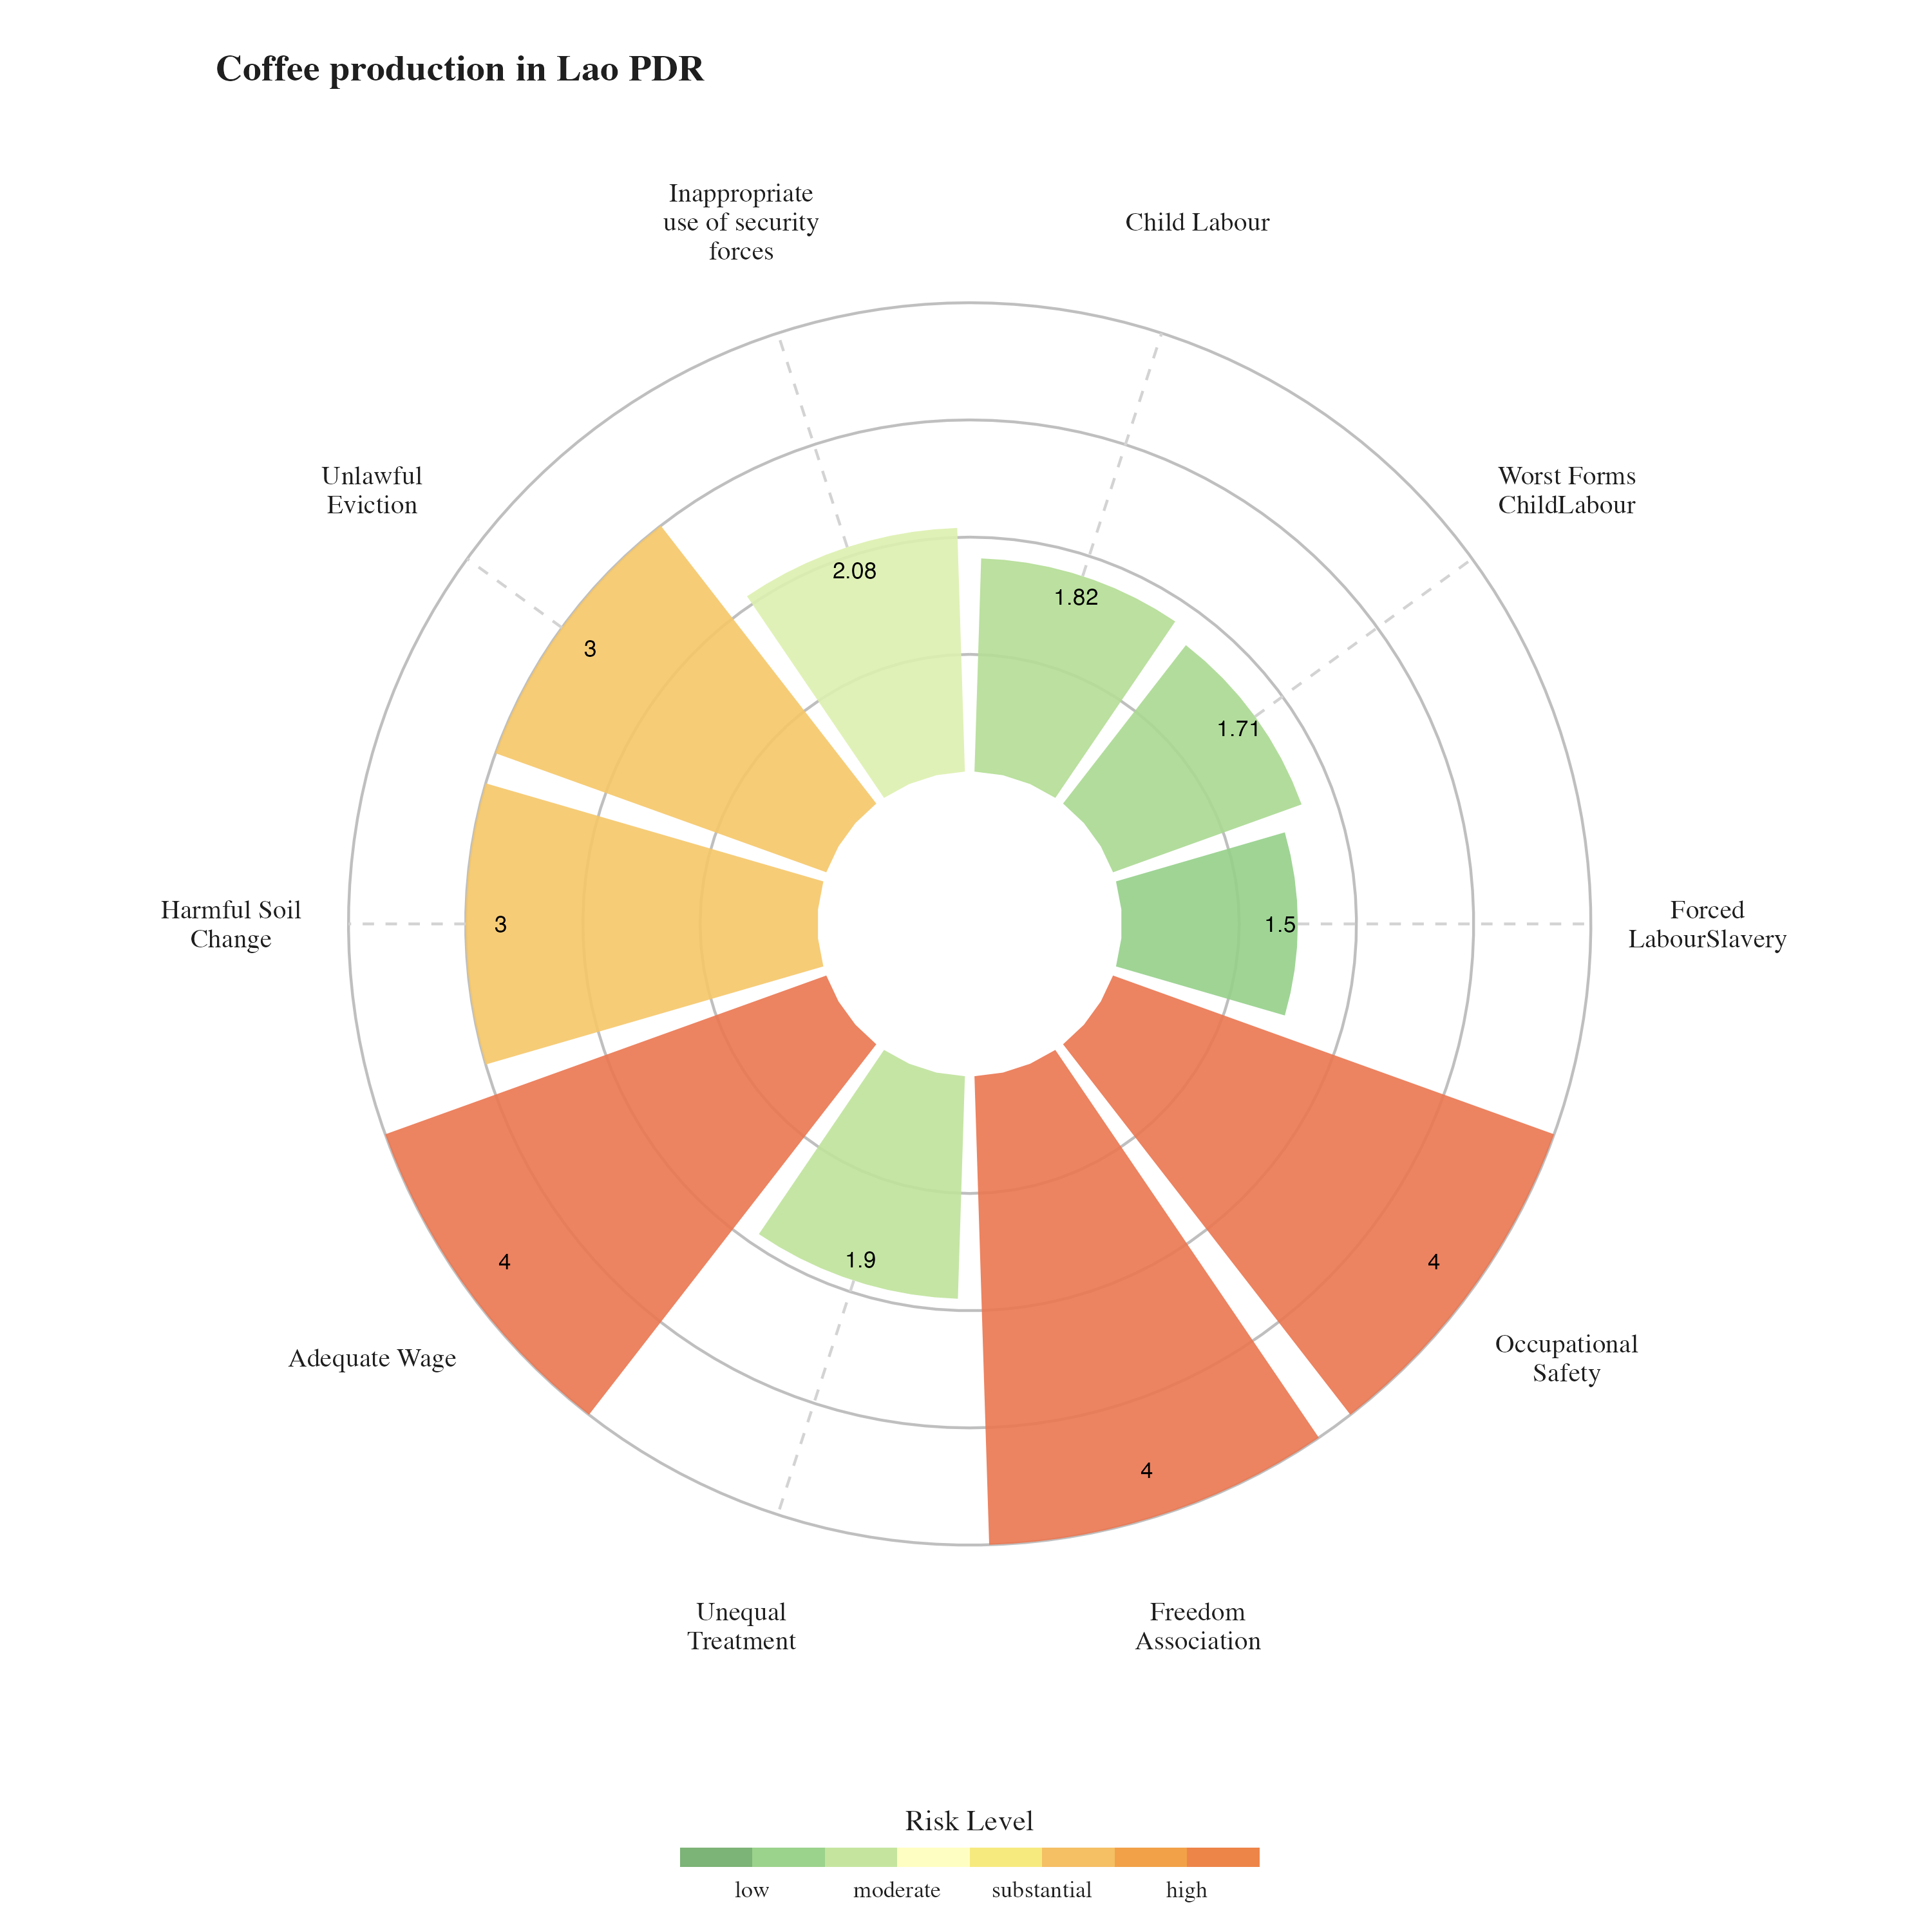 Coffee production in Lao PDR
Inappropriate
use of security
forces
Child Labour
Unlawful
Eviction
Worst Forms
ChildLabour
2.08
1.82
3
1.71
Harmful Soil
Change
3
1.5
Forced
LabourSlavery
4
1.9
4
Adequate Wage
Occupational
Safety
4
Unequal
Treatment
Freedom
Association
Risk Level
low moderate substantial high